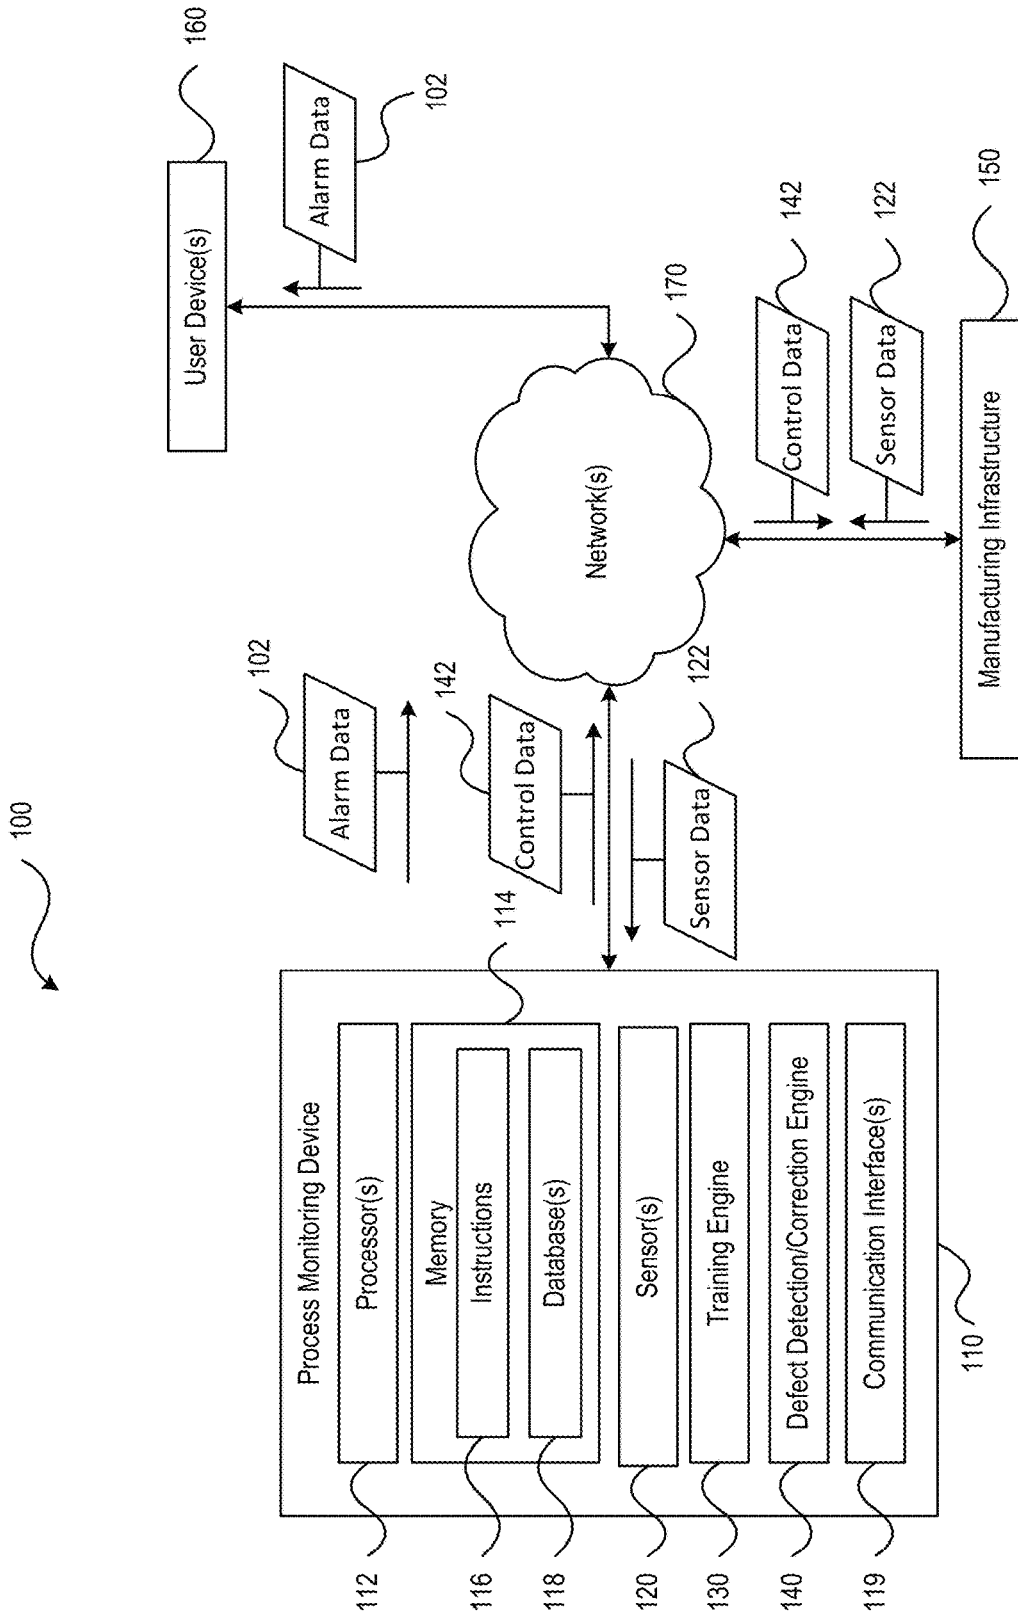 100
Process Monitoring Device
112
Processor(s)
114
Memory
116
Instructions
118
Database(s)
120
Sensor(s)
130
Training Engine
140
Defect Detection/Correction Engine
119
Communication Interface(s)
110
102
Alarm Data
142
Control Data
122
Sensor Data
Network(s)
170
160
User Device(s)
Alarm Data
102
Control Data
142
Sensor Data
122
Manufacturing Infrastructure
150